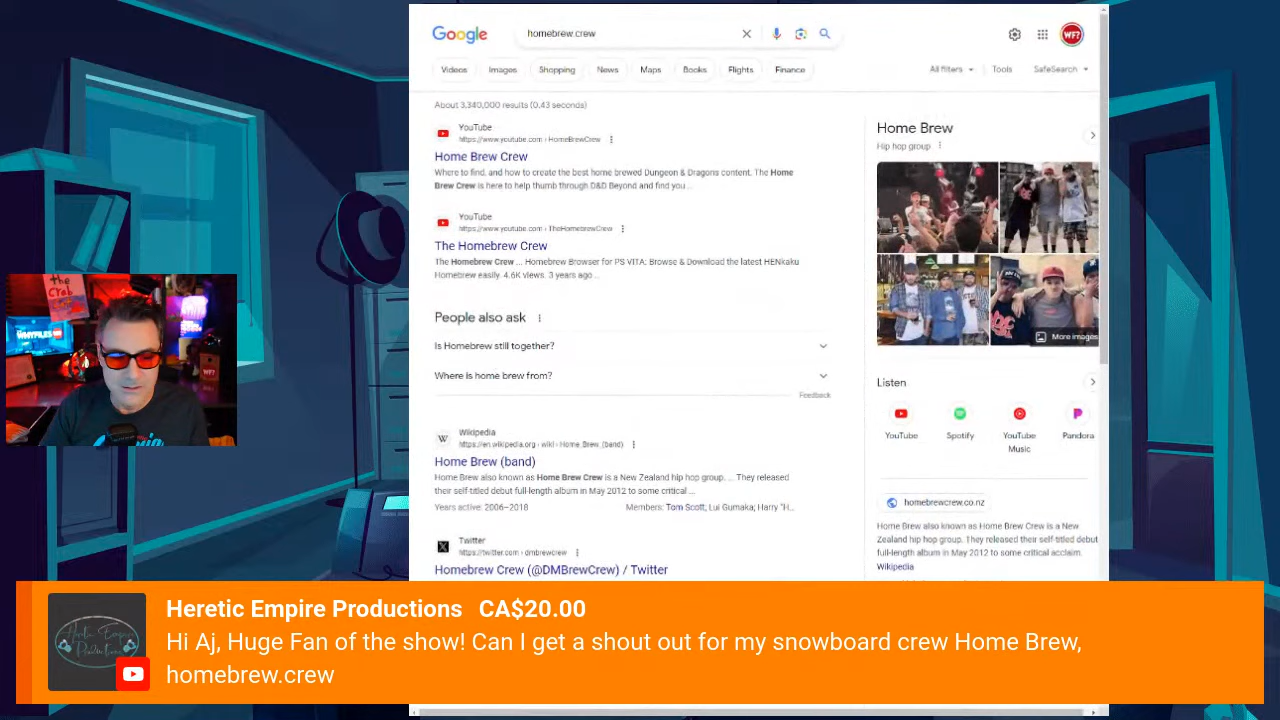 Google
homebrew crew
WF?
Videos
Images
Shopping
News
Maps
Books
Flights
Finance
All filters
Tools
SafeSearch
About 3,340,000 results (0.43 seconds)
YouTube
https://www.youtube.com › HomeBrewCrew
Home Brew Crew
Where to find, and how to create the best home brewed Dungeon & Dragons content. The Home
Brew Crew is here to help thumb through D&D Beyond and find you ...
YouTube
https://www.youtube.com › TheHomebrewCrew
The Homebrew Crew
The Homebrew Crew ... Homebrew Browser for PS VITA: Browse & Download the latest HENkaku
Homebrew easily. 4.6K views. 3 years ago ...
People also ask
Is Homebrew still together?
Where is home brew from?
Feedback
W
Wikipedia
https://en.wikipedia.org › wiki › Home_Brew_(band)
Home Brew (band)
Home Brew also known as Home Brew Crew is a New Zealand hip hop group. ... They released
their self-titled debut full-length album in May 2012 to some critical ...
Years active: 2006–2018
Members: Tom Scott, Lui Gumaka; Harry "H...
Twitter
https://twitter.com › dmbrewcrew
Homebrew Crew (@DMBrewCrew) / Twitter
Home Brew
Hip hop group
More images
Listen
YouTube
Spotify
YouTube
Music
Pandora
homebrewcrew.co.nz
Home Brew also known as Home Brew Crew is a New
Zealand hip hop group. They released their self-titled debut
full-length album in May 2012 to some critical acclaim.
Wikipedia
the
Crab
WHYFILES
WF?
Heretic Empire Productions CA$20.00
Hi Aj, Huge Fan of the show! Can I get a shout out for my snowboard crew Home Brew,
homebrew.crew
Heretic Empire
Productions